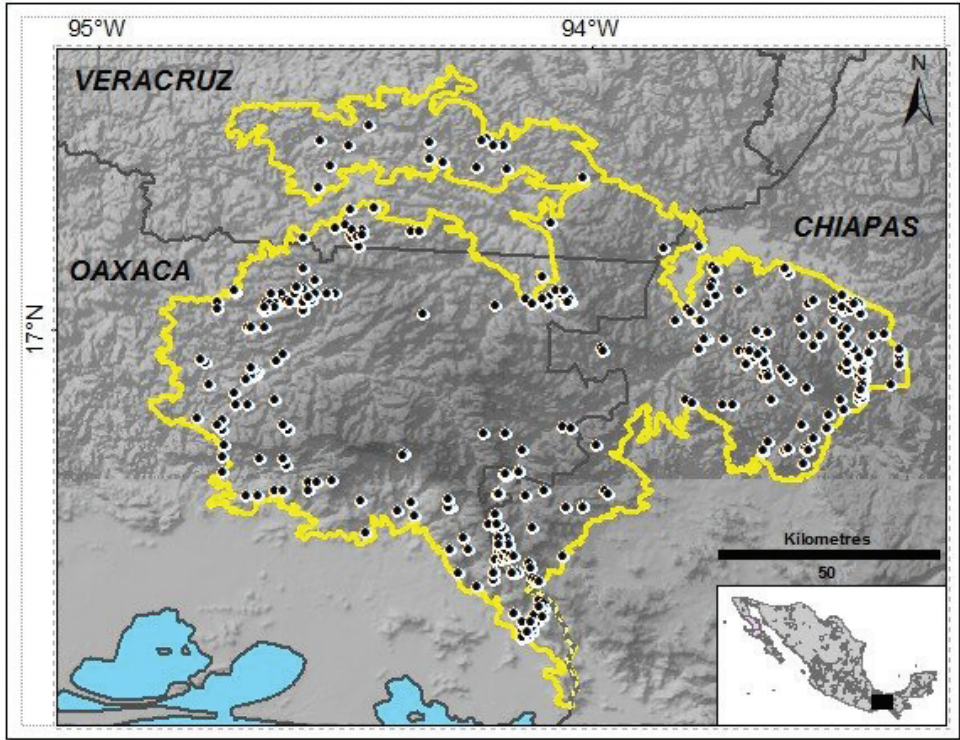 95°W 94°W
VERACRUZ
N
CHIAPAS
OAXACA
17°N
Kilometres
50